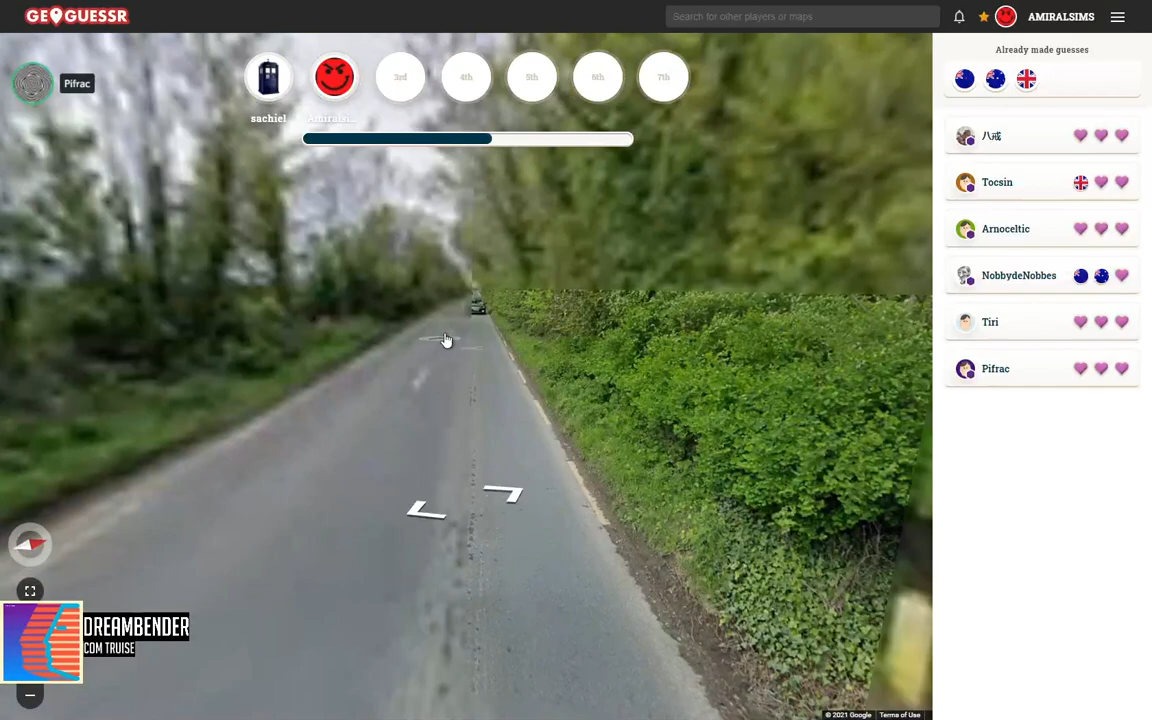 GEOGUESSR
Search for other players or maps
AMIRALSIMS
Pifrac
3rd
4th
5th
6th
7th
sachiel
Amiralsi...
Already made guesses
八戒
Tocsin
Arnoceltic
NobbydeNobbes
Tiri
Pifrac
DREAMBENDER
COM TRUISE
© 2021 Google
Terms of Use